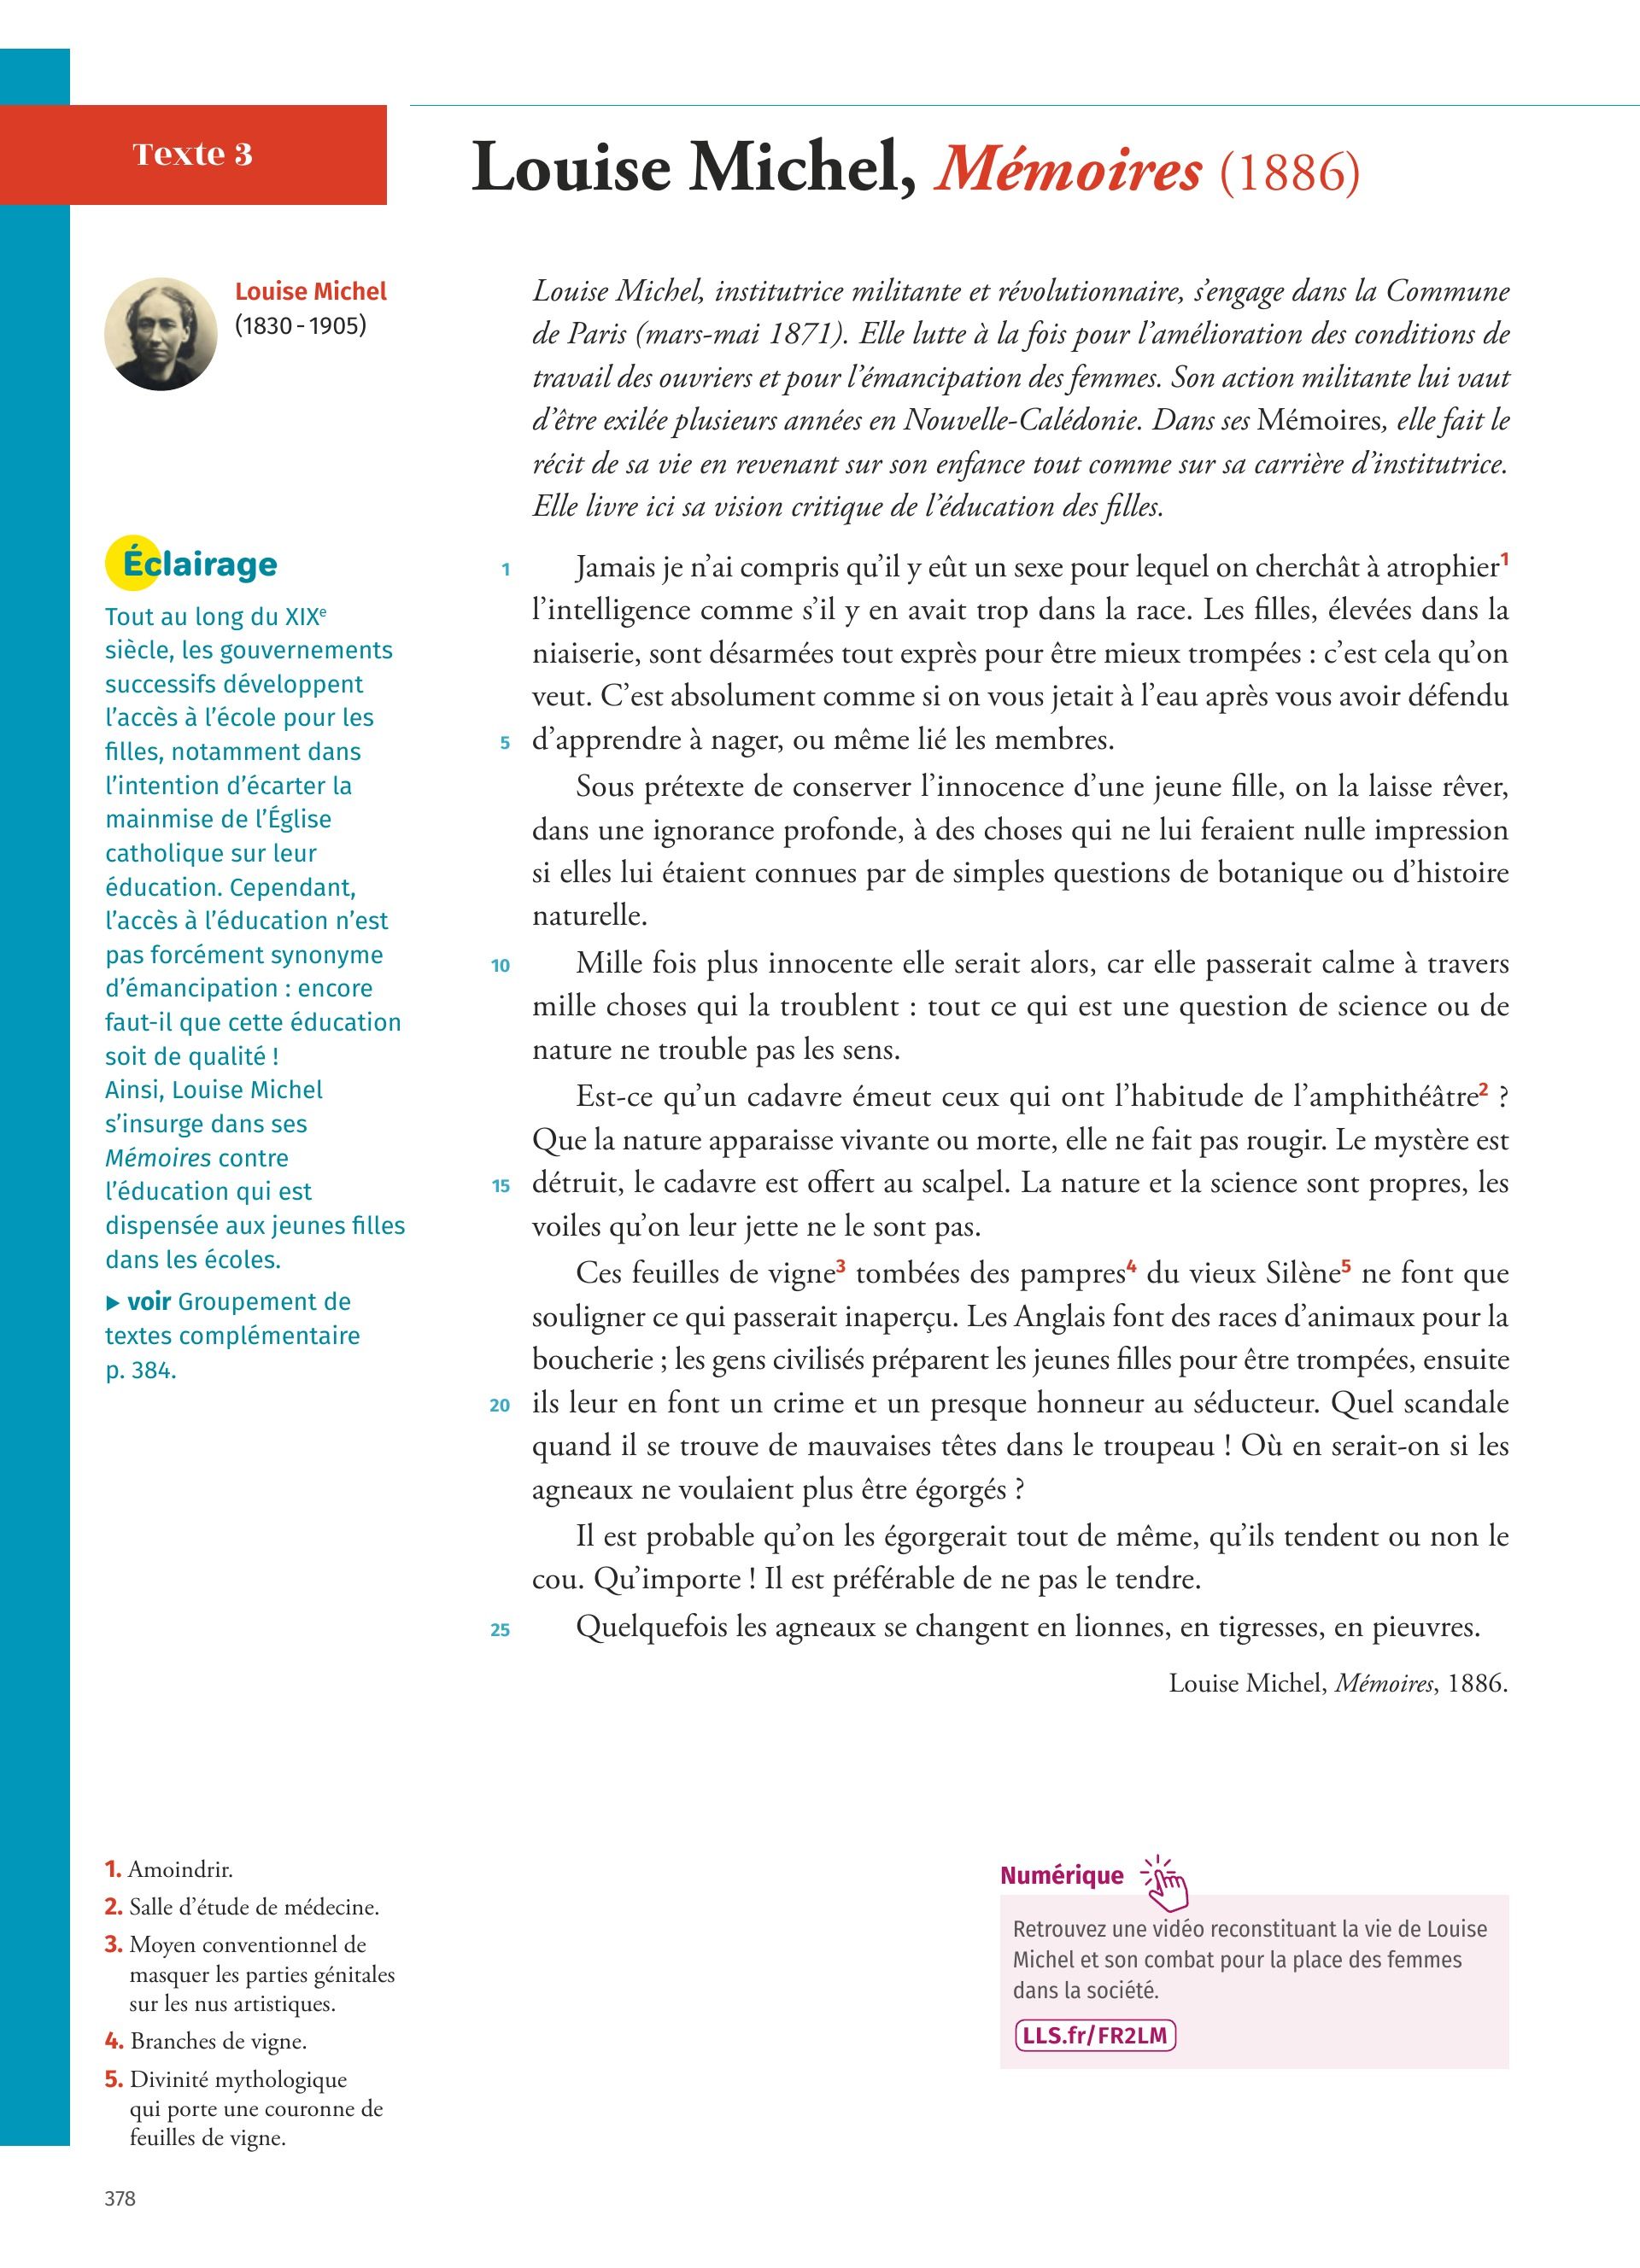 Texte 3
Louise Michel, Mémoires (1886)
Louise Michel
(1830 - 1905)
Louise Michel, institutrice militante et révolutionnaire, s’engage dans la Commune
de Paris (mars-mai 1871). Elle lutte à la fois pour l’amélioration des conditions de
travail des ouvriers et pour l’émancipation des femmes. Son action militante lui vaut
d’être exilée plusieurs années en Nouvelle-Calédonie. Dans ses Mémoires, elle fait le
récit de sa vie en revenant sur son enfance tout comme sur sa carrière d’institutrice.
Elle livre ici sa vision critique de l’éducation des filles.
Éclairage
Tout au long du XIXe
siècle, les gouvernements
successifs développent
l’accès à l’école pour les
filles, notamment dans
l’intention d’écarter la
mainmise de l’Église
catholique sur leur
éducation. Cependant,
l’accès à l’éducation n’est
pas forcément synonyme
d’émancipation : encore
faut-il que cette éducation
soit de qualité !
Ainsi, Louise Michel
s’insurge dans ses
Mémoires contre
l’éducation qui est
dispensée aux jeunes filles
dans les écoles.
▶ voir Groupement de
textes complémentaire
p. 384.
1 Jamais je n’ai compris qu’il y eût un sexe pour lequel on cherchât à atrophier1
l’intelligence comme s’il y en avait trop dans la race. Les filles, élevées dans la
niaiserie, sont désarmées tout exprès pour être mieux trompées : c’est cela qu’on
veut. C’est absolument comme si on vous jetait à l’eau après vous avoir défendu
5 d’apprendre à nager, ou même lié les membres.
Sous prétexte de conserver l’innocence d’une jeune fille, on la laisse rêver,
dans une ignorance profonde, à des choses qui ne lui feraient nulle impression
si elles lui étaient connues par de simples questions de botanique ou d’histoire
naturelle.
10 Mille fois plus innocente elle serait alors, car elle passerait calme à travers
mille choses qui la troublent : tout ce qui est une question de science ou de
nature ne trouble pas les sens.
Est-ce qu’un cadavre émeut ceux qui ont l’habitude de l’amphithéâtre2 ?
Que la nature apparaisse vivante ou morte, elle ne fait pas rougir. Le mystère est
15 détruit, le cadavre est offert au scalpel. La nature et la science sont propres, les
voiles qu’on leur jette ne le sont pas.
Ces feuilles de vigne3 tombées des pampres4 du vieux Silène5 ne font que
souligner ce qui passerait inaperçu. Les Anglais font des races d’animaux pour la
boucherie ; les gens civilisés préparent les jeunes filles pour être trompées, ensuite
20 ils leur en font un crime et un presque honneur au séducteur. Quel scandale
quand il se trouve de mauvaises têtes dans le troupeau ! Où en serait-on si les
agneaux ne voulaient plus être égorgés ?
Il est probable qu’on les égorgerait tout de même, qu’ils tendent ou non le
cou. Qu’importe ! Il est préférable de ne pas le tendre.
25 Quelquefois les agneaux se changent en lionnes, en tigresses, en pieuvres.
Louise Michel, Mémoires, 1886.
1. Amoindrir.
2. Salle d’étude de médecine.
3. Moyen conventionnel de
masquer les parties génitales
sur les nus artistiques.
4. Branches de vigne.
5. Divinité mythologique
qui porte une couronne de
feuilles de vigne.
Numérique
Retrouvez une vidéo reconstituant la vie de Louise
Michel et son combat pour la place des femmes
dans la société.
LLS.fr/FR2LM
378